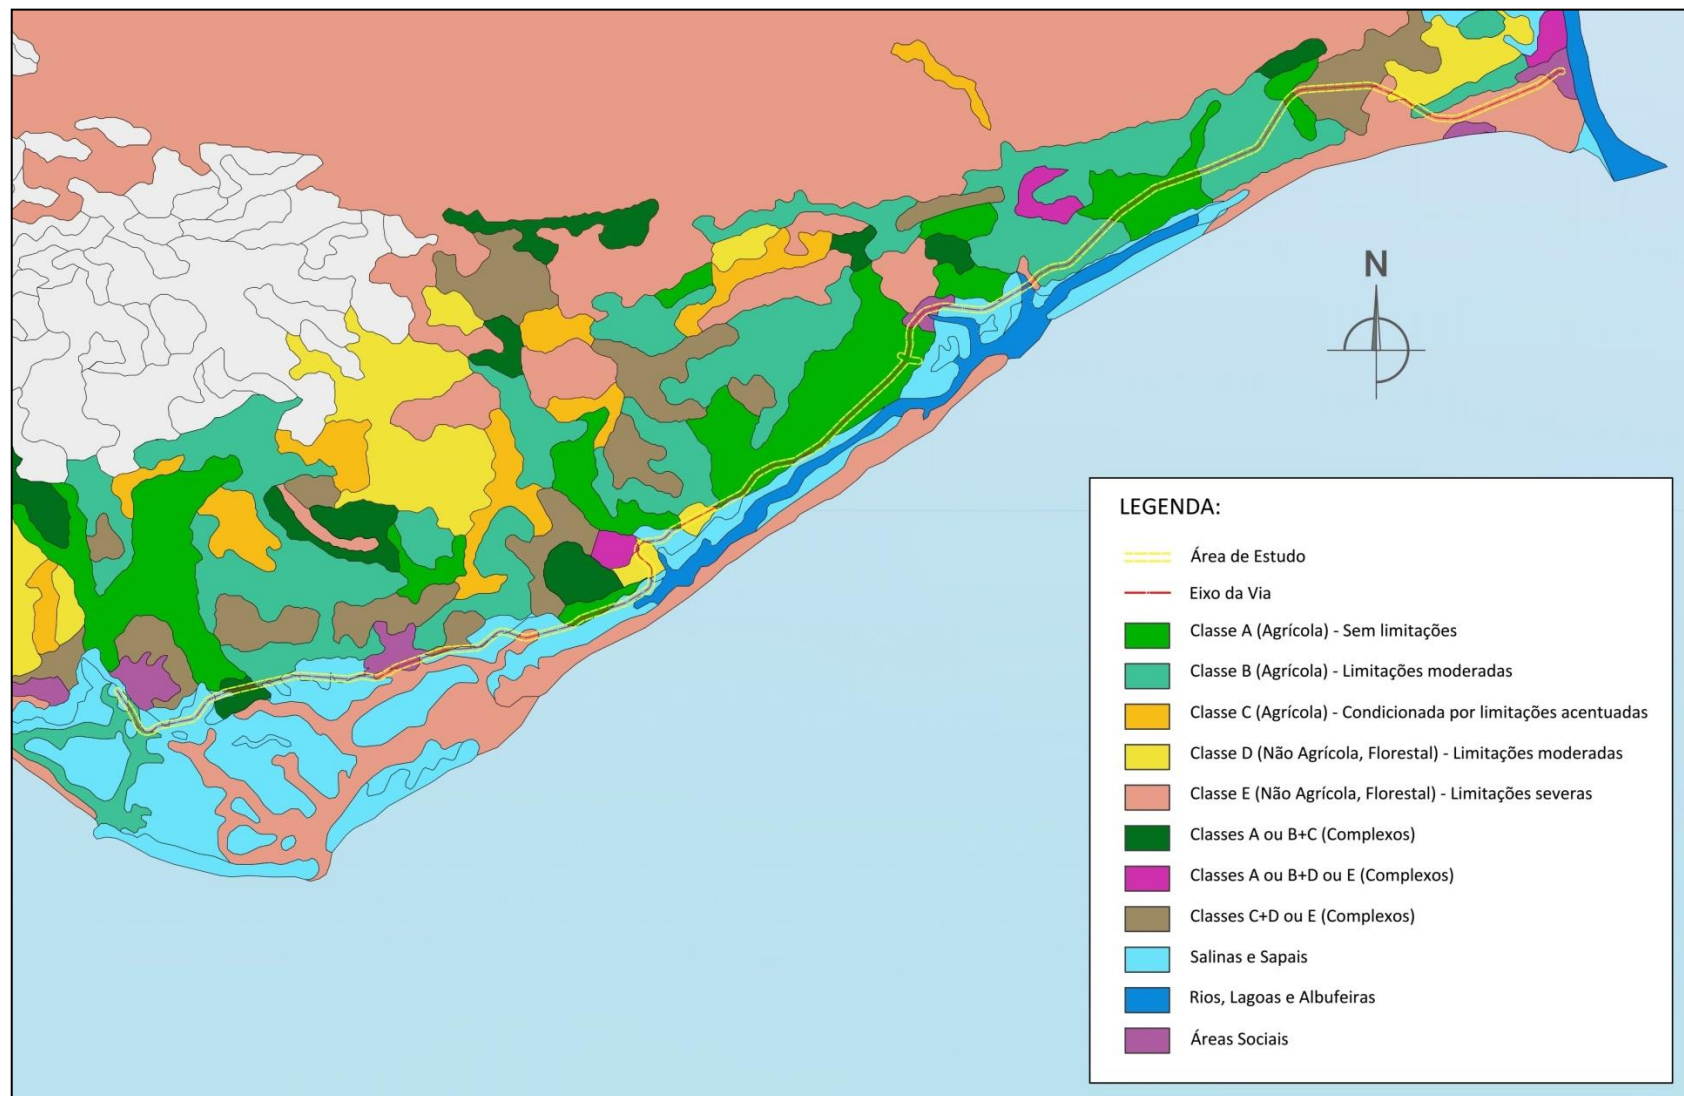 N
LEGENDA:
Área de Estudo
Eixo da Via
Classe A (Agrícola) - Sem limitações
Classe B (Agrícola) - Limitações moderadas
Classe C (Agrícola) - Condicionada por limitações acentuadas
Classe D (Não Agrícola, Florestal) - Limitações moderadas
Classe E (Não Agrícola, Florestal) - Limitações severas
Classes A ou B+C (Complexos)
Classes A ou B+D ou E (Complexos)
Classes C+D ou E (Complexos)
Salinas e Sapais
Rios, Lagoas e Albufeiras
Áreas Sociais